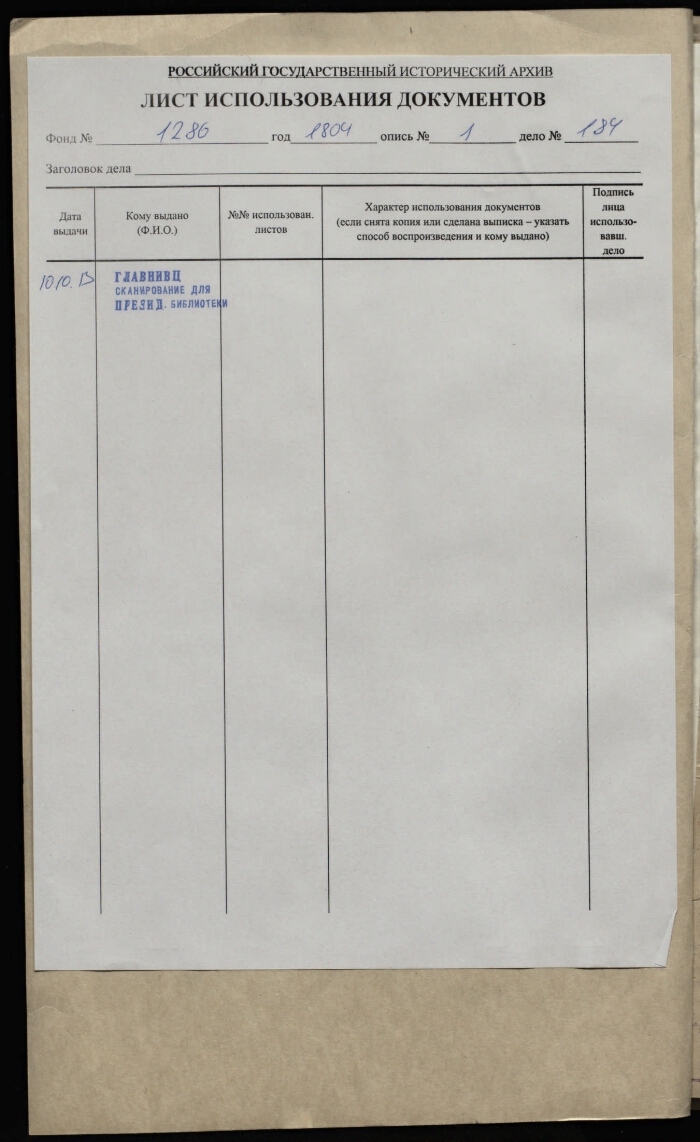 РОССИЙСКИЙ ГОСУДАРСТВЕННЫЙ ИСТОРИЧЕСКИЙ АРХИВ
ЛИСТ ИСПОЛЬЗОВАНИЯ ДОКУМЕНТОВ
Фонд № 1286 год 1804 опись № 1 дело № 184
Заголовок дела
Дата выдачи
Кому выдано (Ф.И.О.)
№№ использован. листов
Характер использования документов
(если снята копия или сделана выписка – указать
способ воспроизведения и кому выдано)
Подпись
лица
использо-
вавш.
дело
10.10.13
ГЛАВНИВЦ
СКАНИРОВАНИЕ ДЛЯ
ПРЕЗИД. БИБЛИОТЕКИ